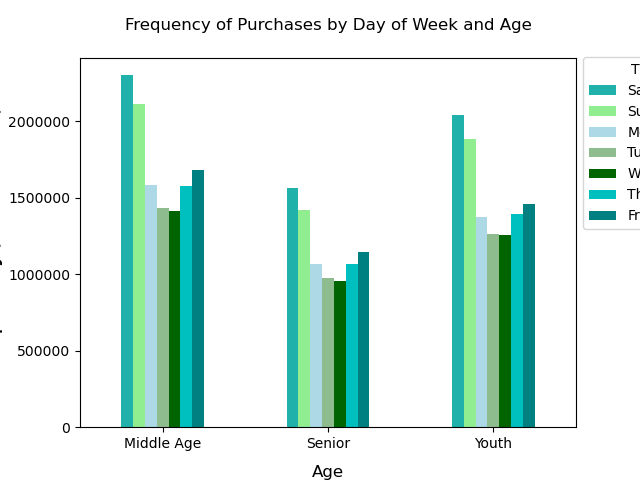 Frequency of Purchases by Day of Week and Age
2000000
1500000
1000000
500000
0
Middle Age
Senior
Youth
Age
T
Sa
Su
M
Tu
W
Th
Fr